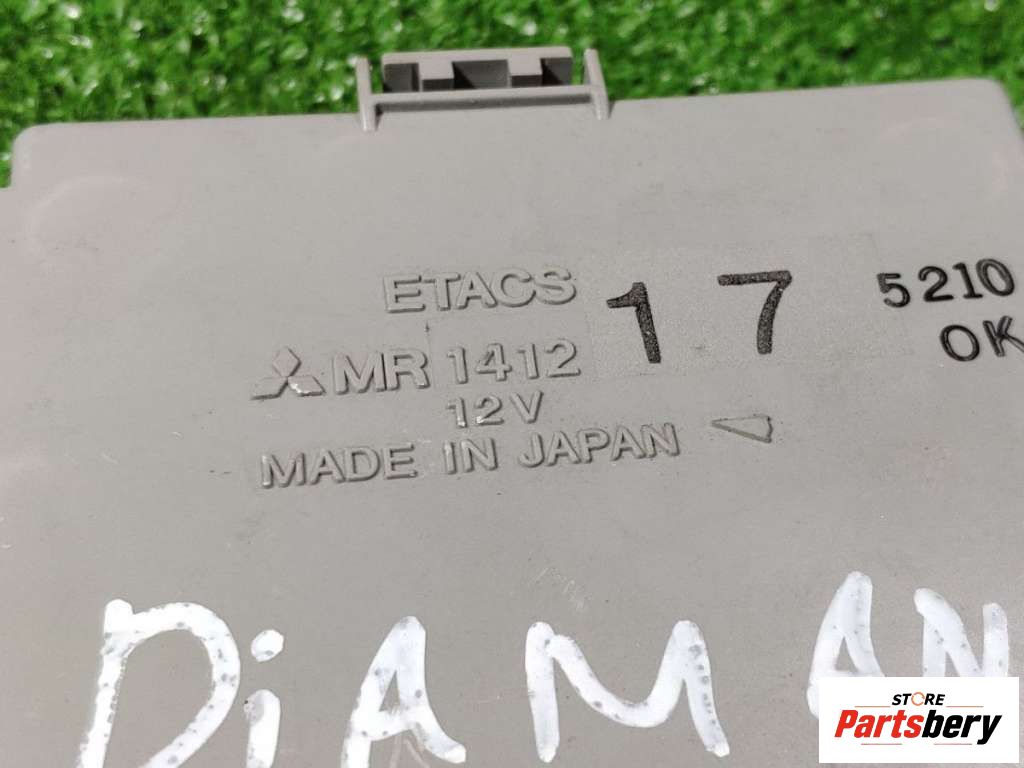 ETACS
MR 1412 17
12V
MADE IN JAPAN
5210
OK
DiAMAN
STORE
Partsbery